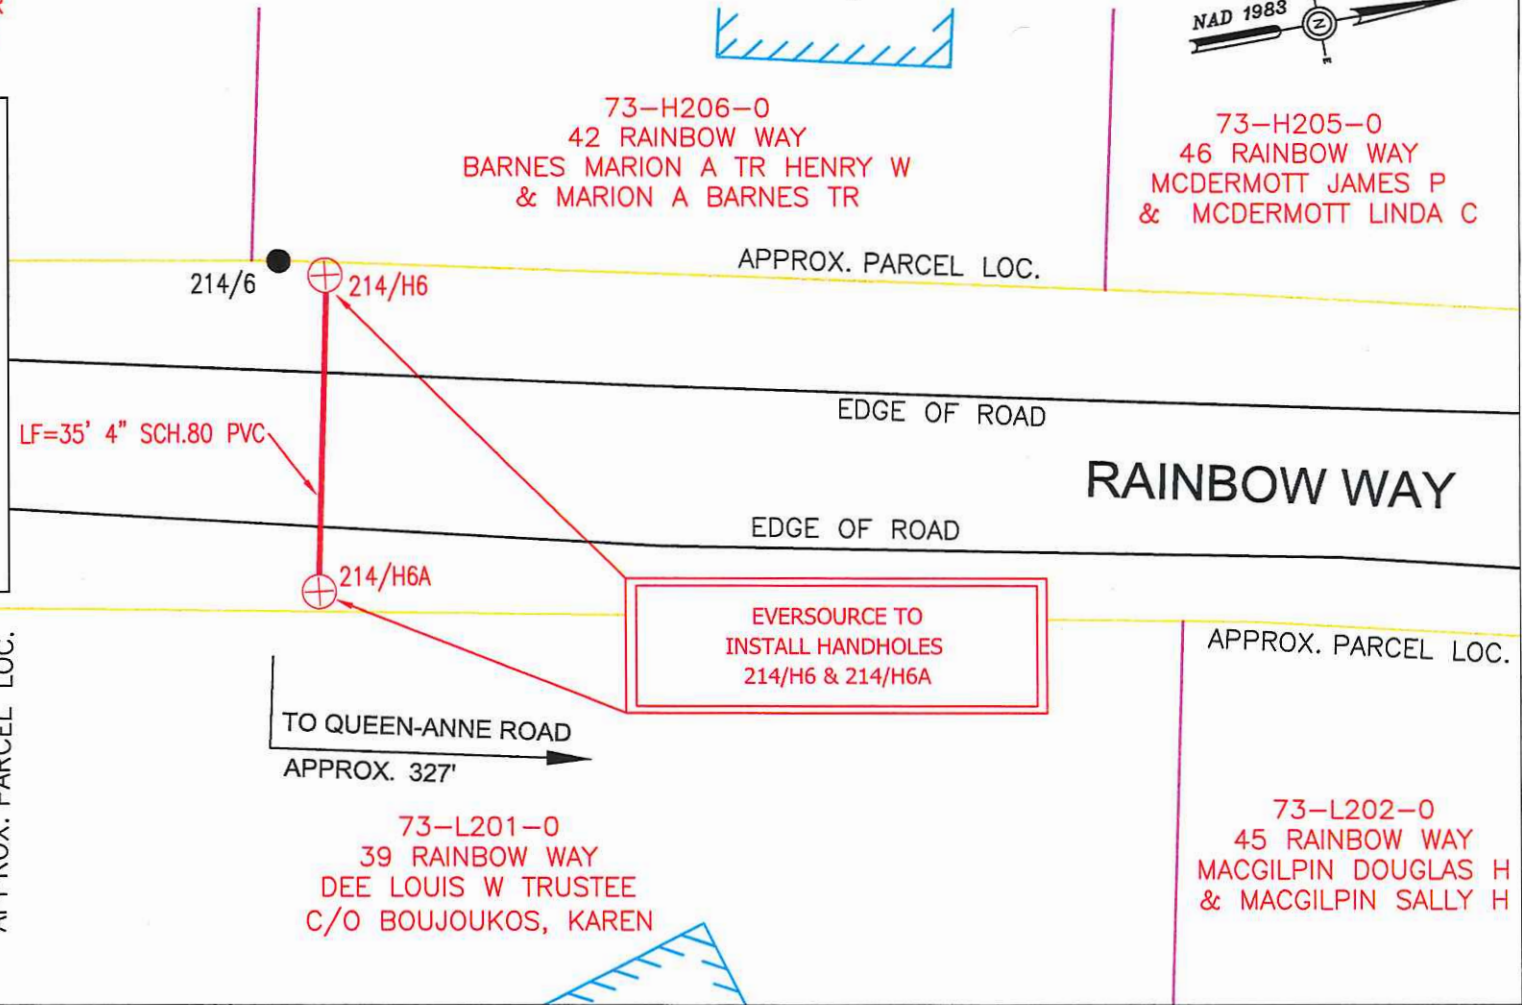 NAD 1983
N
E
73-H206-0
42 RAINBOW WAY
BARNES MARION A TR HENRY W
& MARION A BARNES TR
73-H205-0
46 RAINBOW WAY
MCDERMOTT JAMES P
& MCDERMOTT LINDA C
APPROX. PARCEL LOC.
214/6
214/H6
EDGE OF ROAD
LF=35' 4" SCH.80 PVC
RAINBOW WAY
EDGE OF ROAD
214/H6A
EVERSOURCE TO
INSTALL HANDHOLES
214/H6 & 214/H6A
APPROX. PARCEL LOC.
APPROX. PARCEL LOC.
TO QUEEN-ANNE ROAD
APPROX. 327'
73-L201-0
39 RAINBOW WAY
DEE LOUIS W TRUSTEE
C/O BOUJOUKOS, KAREN
73-L202-0
45 RAINBOW WAY
MACGILPIN DOUGLAS H
& MACGILPIN SALLY H